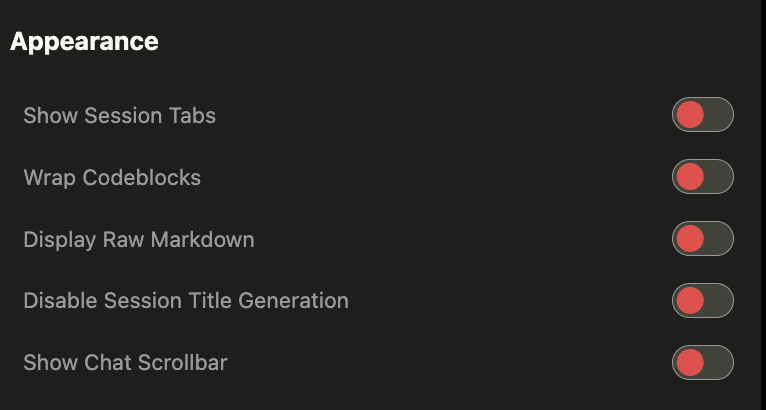 Appearance
Show Session Tabs
Wrap Codeblocks
Display Raw Markdown
Disable Session Title Generation
Show Chat Scrollbar